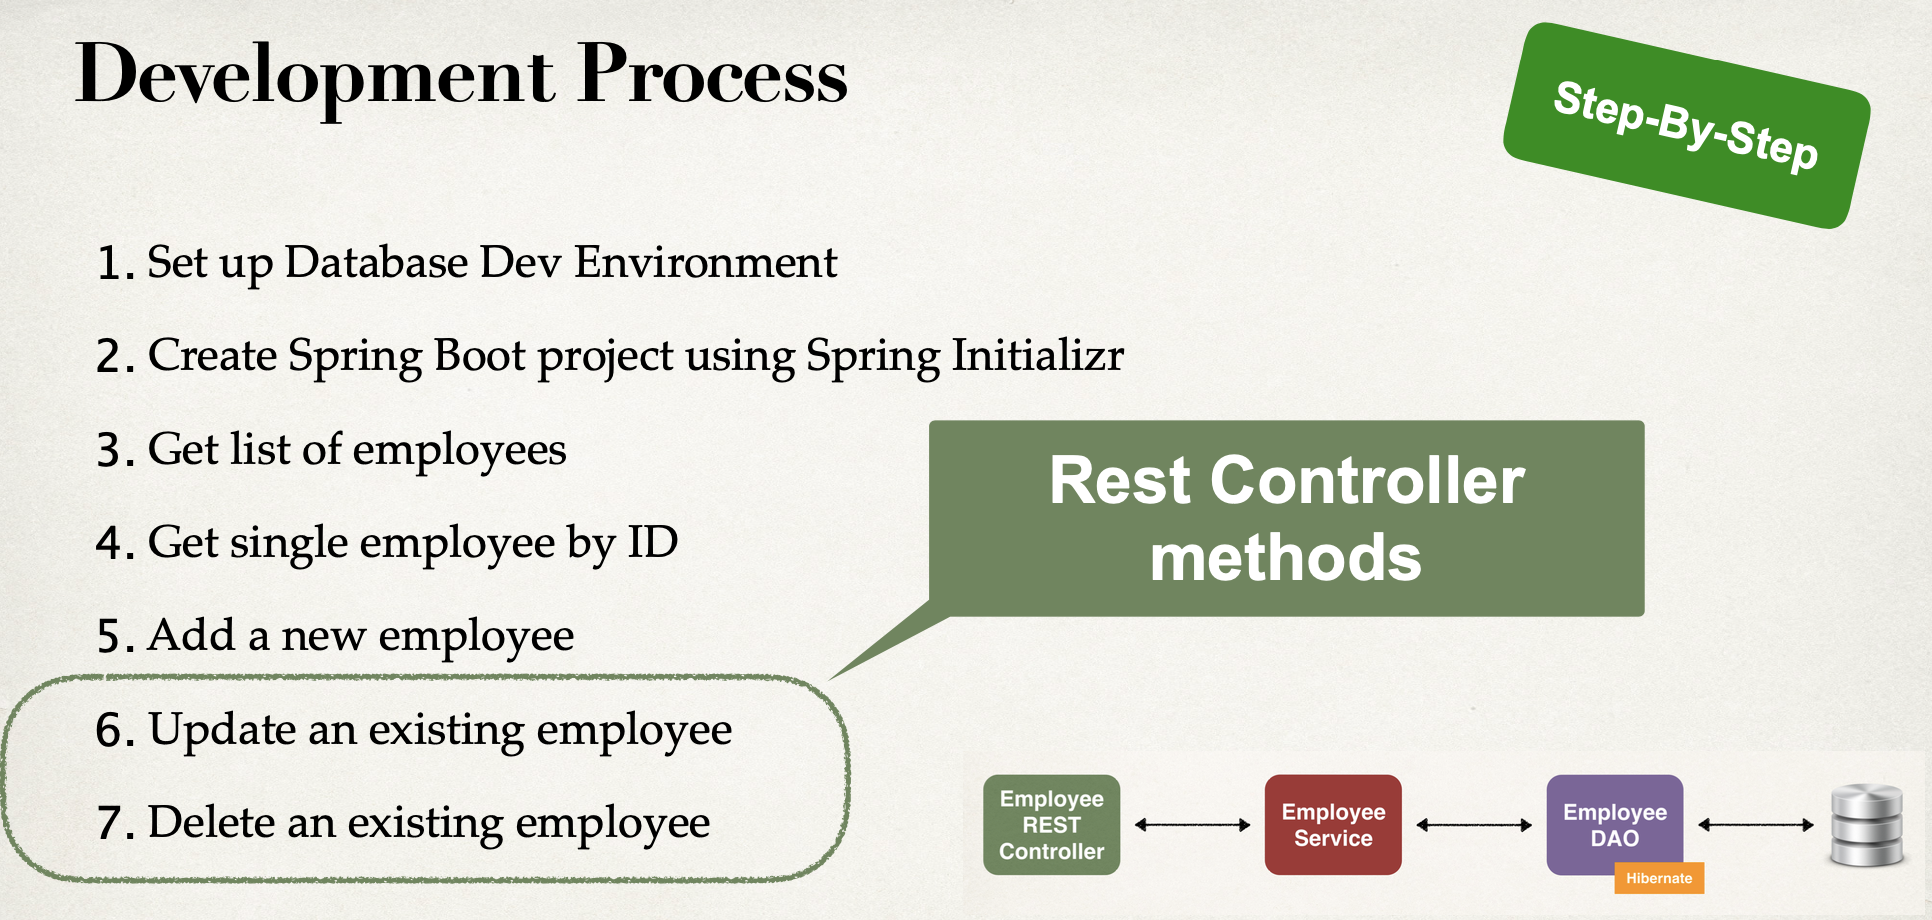 Development Process
Step-By-Step
1. Set up Database Dev Environment
2. Create Spring Boot project using Spring Initializr
3. Get list of employees
4. Get single employee by ID
5. Add a new employee
6. Update an existing employee
7. Delete an existing employee
Rest Controller
methods
Employee
REST
Controller
Employee
Service
Employee
DAO
Hibernate